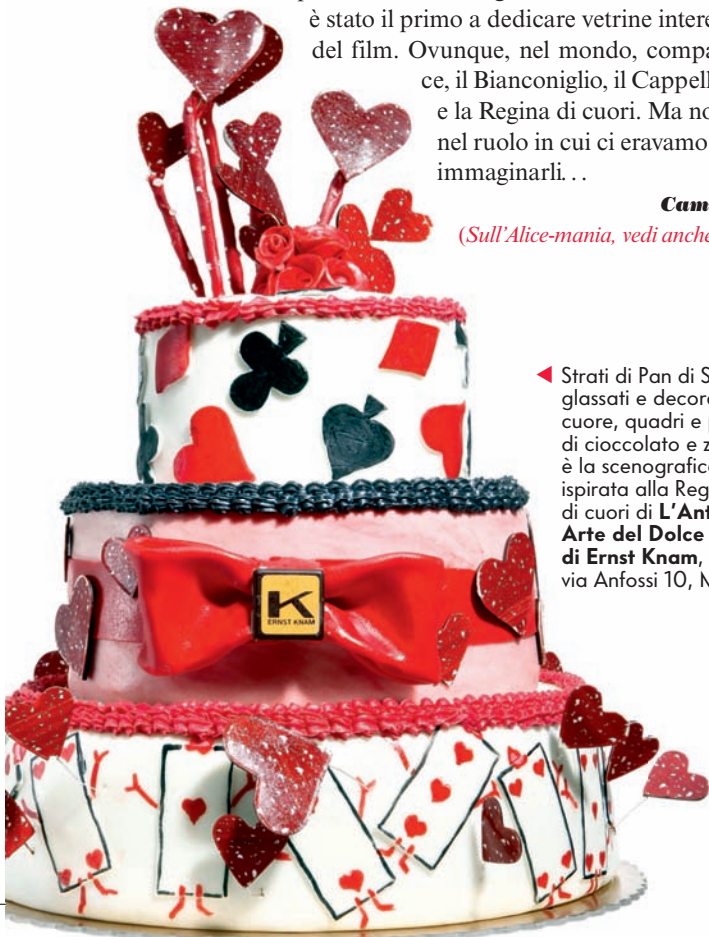 è stato il primo a dedicare vetrine intere
del film. Ovunque, nel mondo, compa
ce, il Bianconiglio, il Cappell
e la Regina di cuori. Ma no
nel ruolo in cui ci eravamo
immaginarli...
Cam
(Sull'Alice-mania, vedi anche
Strati di Pan di S
glassati e decora
cuore, quadri e p
di cioccolato e z
è la scenografica
ispirata alla Reg
di cuori di L'Ant
Arte del Dolce
di Ernst Knam,
via Anfossi 10, M
K
ERNST KNAM